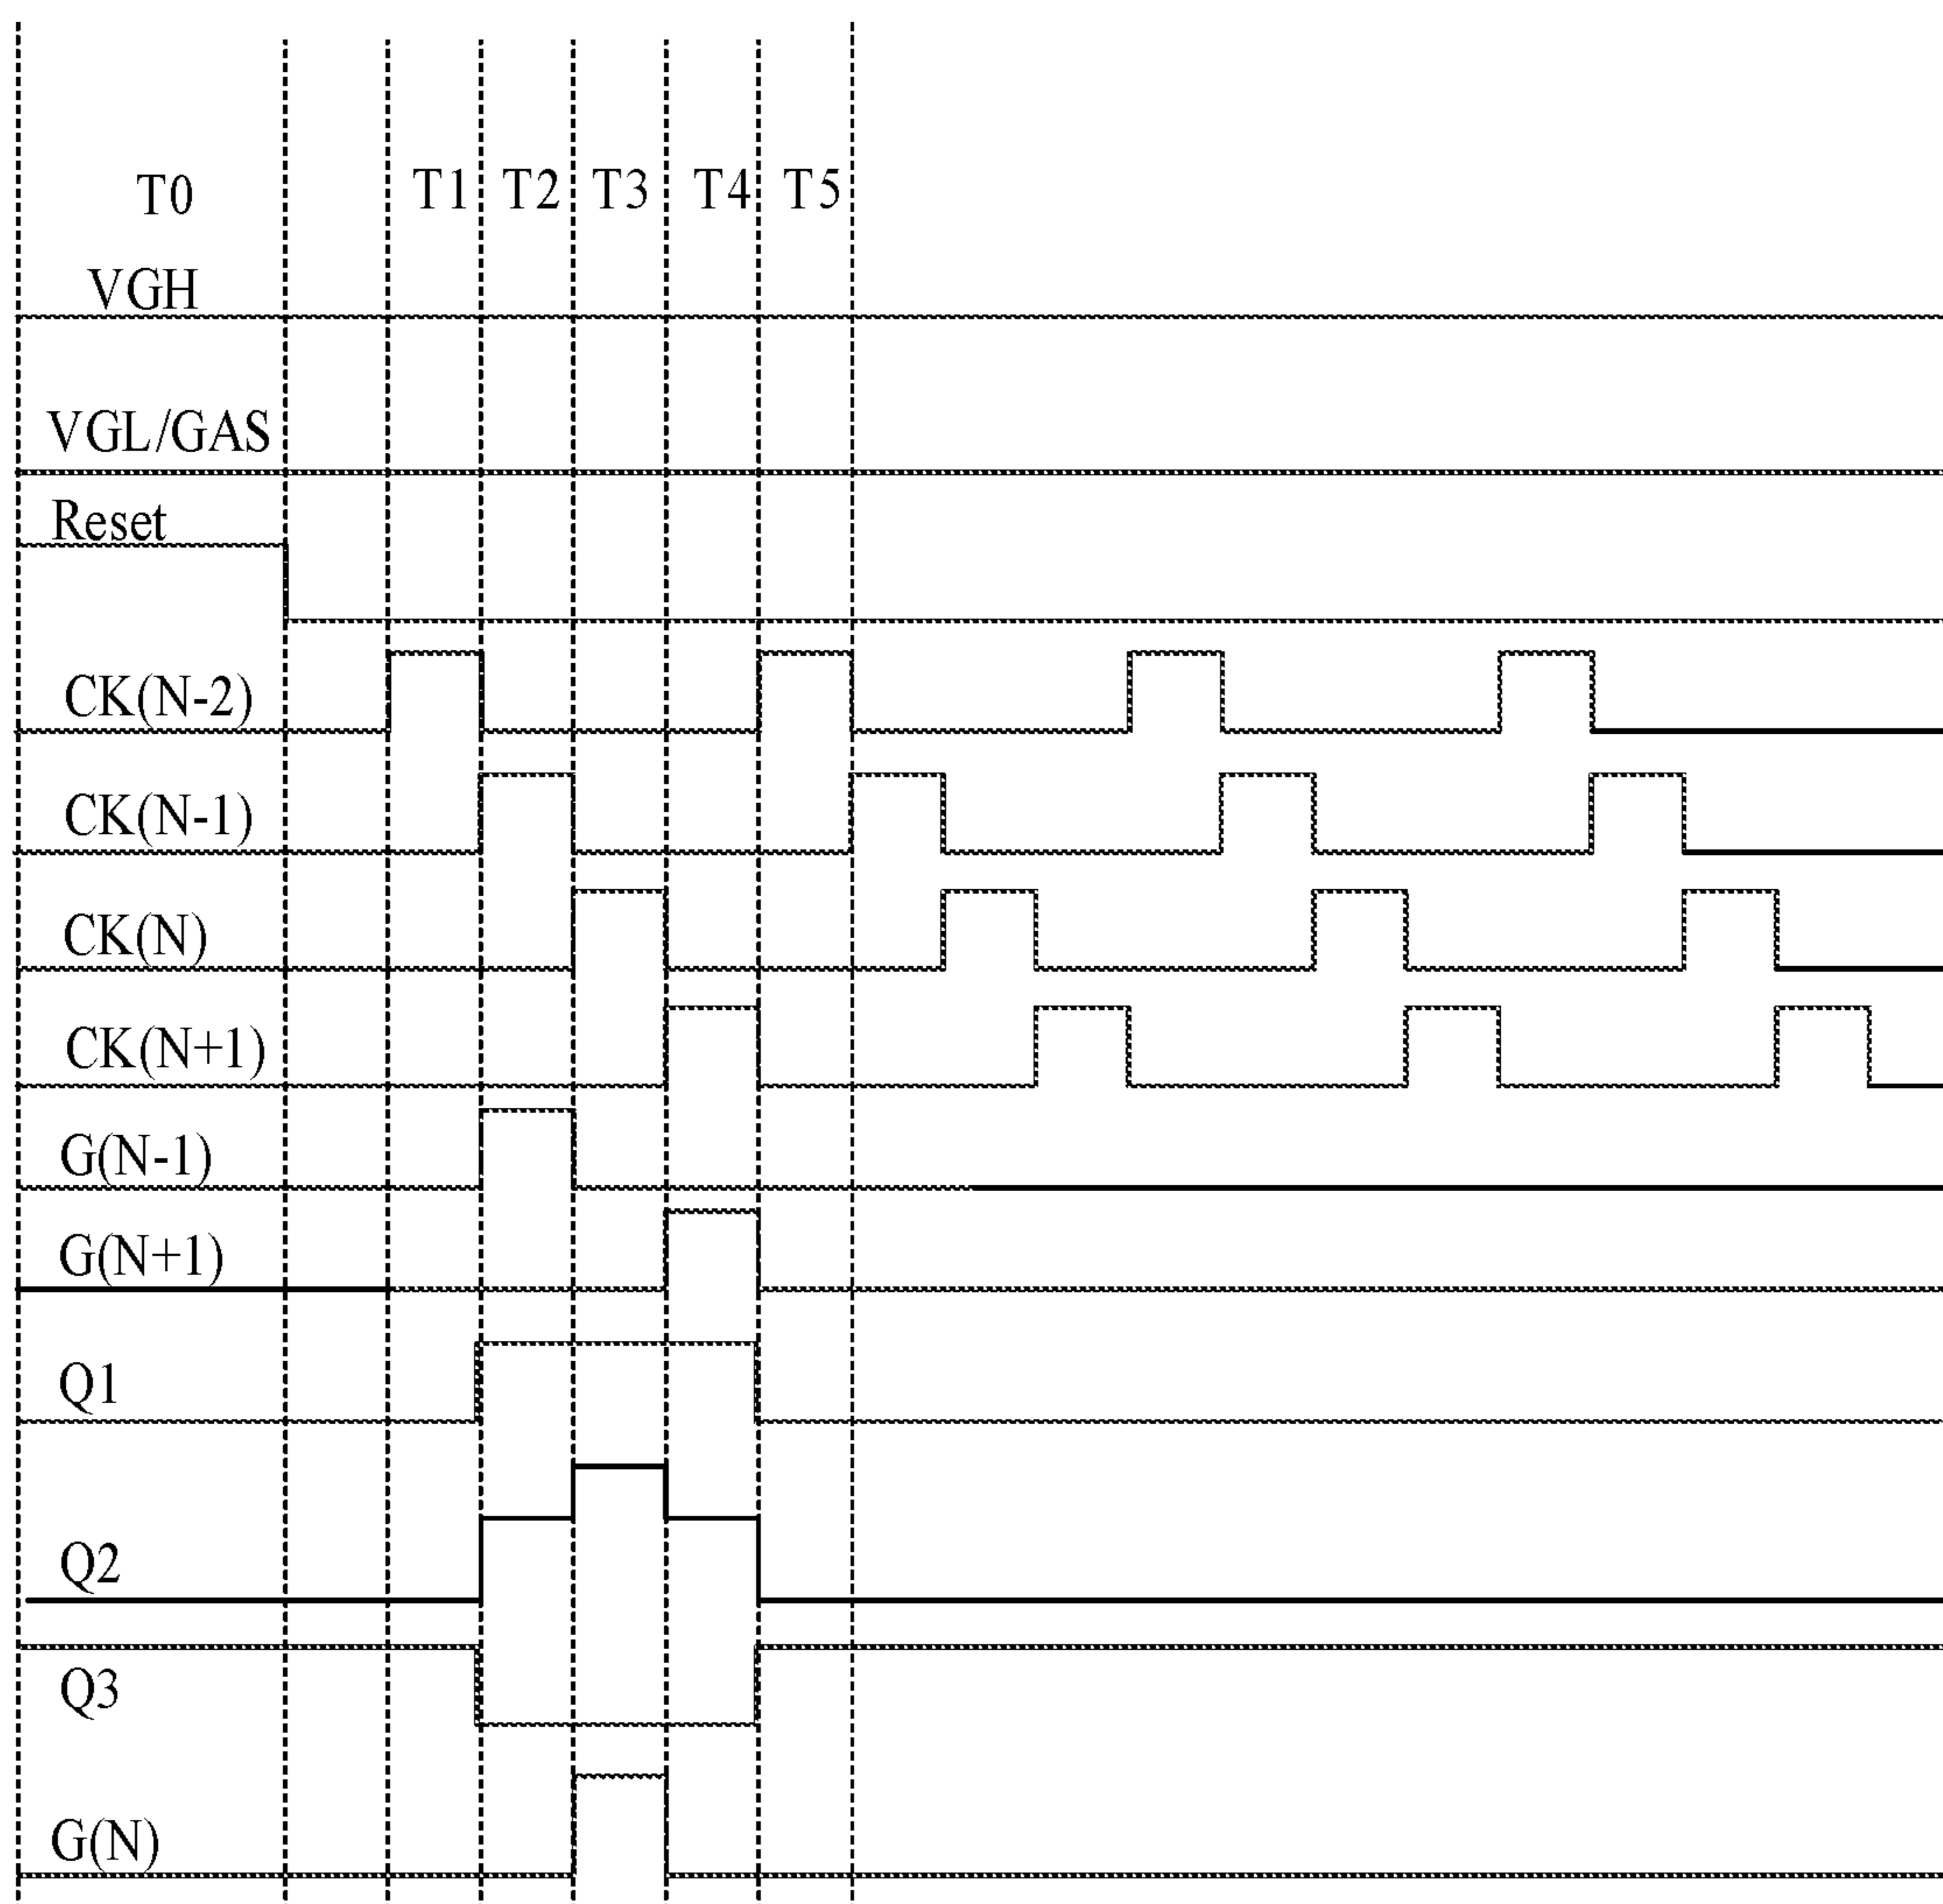 T0 T1 T2 T3 T4 T5
VGH
VGL/GAS
Reset
CK(N-2)
CK(N-1)
CK(N)
CK(N+1)
G(N-1)
G(N+1)
Q1
Q2
Q3
G(N)